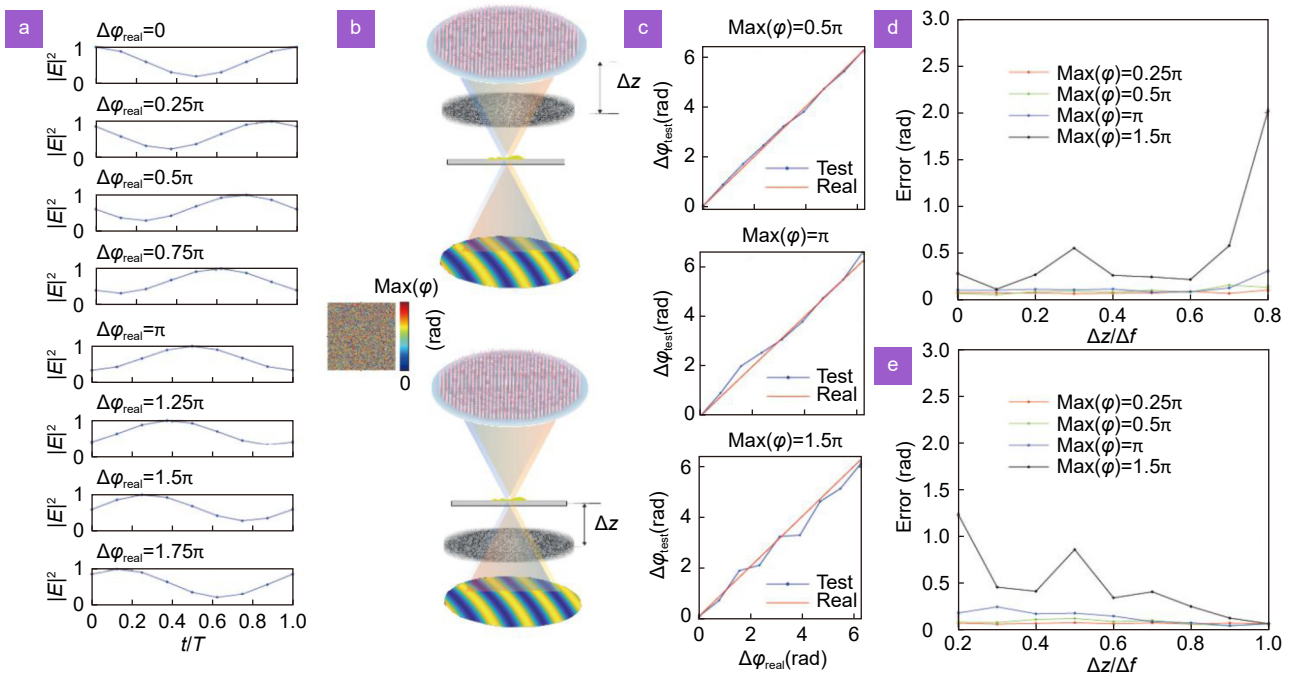 a
Δφreal=0
1
|E|²
0
Δφreal=0.25π
1
|E|²
0
Δφreal=0.5π
1
|E|²
0
Δφreal=0.75π
1
|E|²
0
Δφreal=π
1
|E|²
0
Δφreal=1.25π
1
|E|²
0
Δφreal=1.5π
1
|E|²
0
Δφreal=1.75π
1
|E|²
0
0 0.2 0.4 0.6 0.8 1.0
t/T
b
Δz
Max(φ)
(rad)
0
Δz
c
Max(φ)=0.5π
6
4
2
0
Δφtest(rad)
Test
Real
Max(φ)=π
6
4
2
0
Δφtest(rad)
Test
Real
Max(φ)=1.5π
6
4
2
0
Δφtest(rad)
Test
Real
0 2 4 6
Δφreal(rad)
d
3.0
2.5
2.0
1.5
1.0
0.5
0
Error (rad)
Max(φ)=0.25π
Max(φ)=0.5π
Max(φ)=π
Max(φ)=1.5π
0 0.2 0.4 0.6 0.8
Δz/Δf
e
3.0
2.5
2.0
1.5
1.0
0.5
0
Error (rad)
Max(φ)=0.25π
Max(φ)=0.5π
Max(φ)=π
Max(φ)=1.5π
0.2 0.4 0.6 0.8 1.0
Δz/Δf